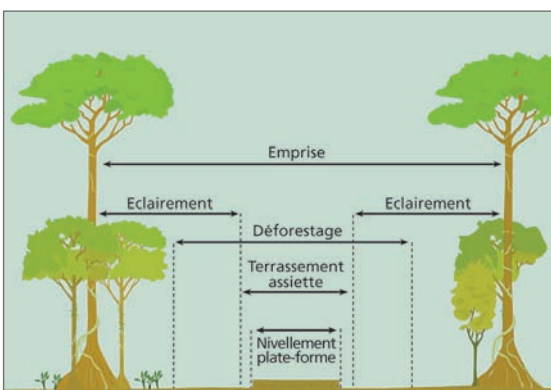 Emprise
Eclairement
Eclairement
Déforestage
Terrassement
assiette
Nivellement
plate-forme